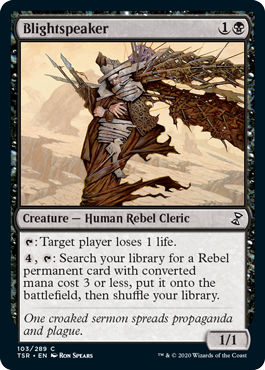 Blightspeaker 1
Creature — Human Rebel Cleric
: Target player loses 1 life.
4, : Search your library for a Rebel
permanent card with converted
mana cost 3 or less, put it onto the
battlefield, then shuffle your library.
One croaked sermon spreads propaganda
and plague.
1/1
103/289 C
TSR • EN Ron Spears
™ & © 2020 Wizards of the Coast